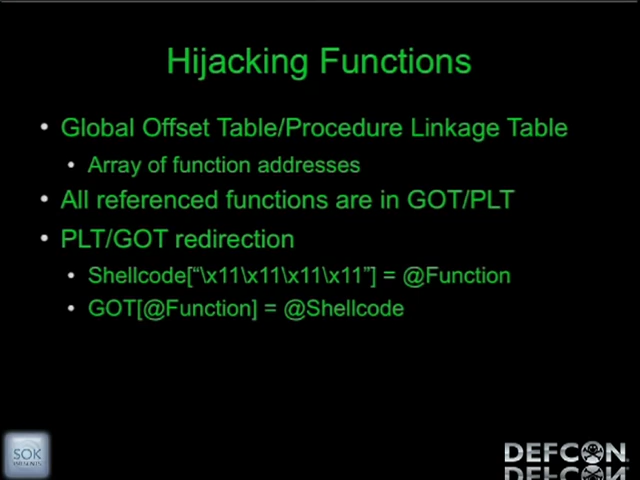 Hijacking Functions
• Global Offset Table/Procedure Linkage Table
• Array of function addresses
• All referenced functions are in GOT/PLT
• PLT/GOT redirection
• Shellcode[“\x11\x11\x11\x11”] = @Function
• GOT[@Function] = @Shellcode
SOK
DEFCON